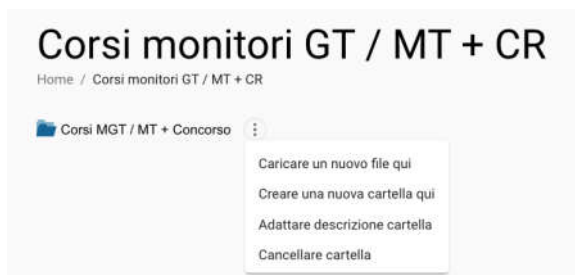 Corsi monitori GT / MT + CR
Home / Corsi monitori GT / MT + CR
Corsi MGT / MT + Concorso
Caricare un nuovo file qui
Creare una nuova cartella qui
Adattare descrizione cartella
Cancellare cartella